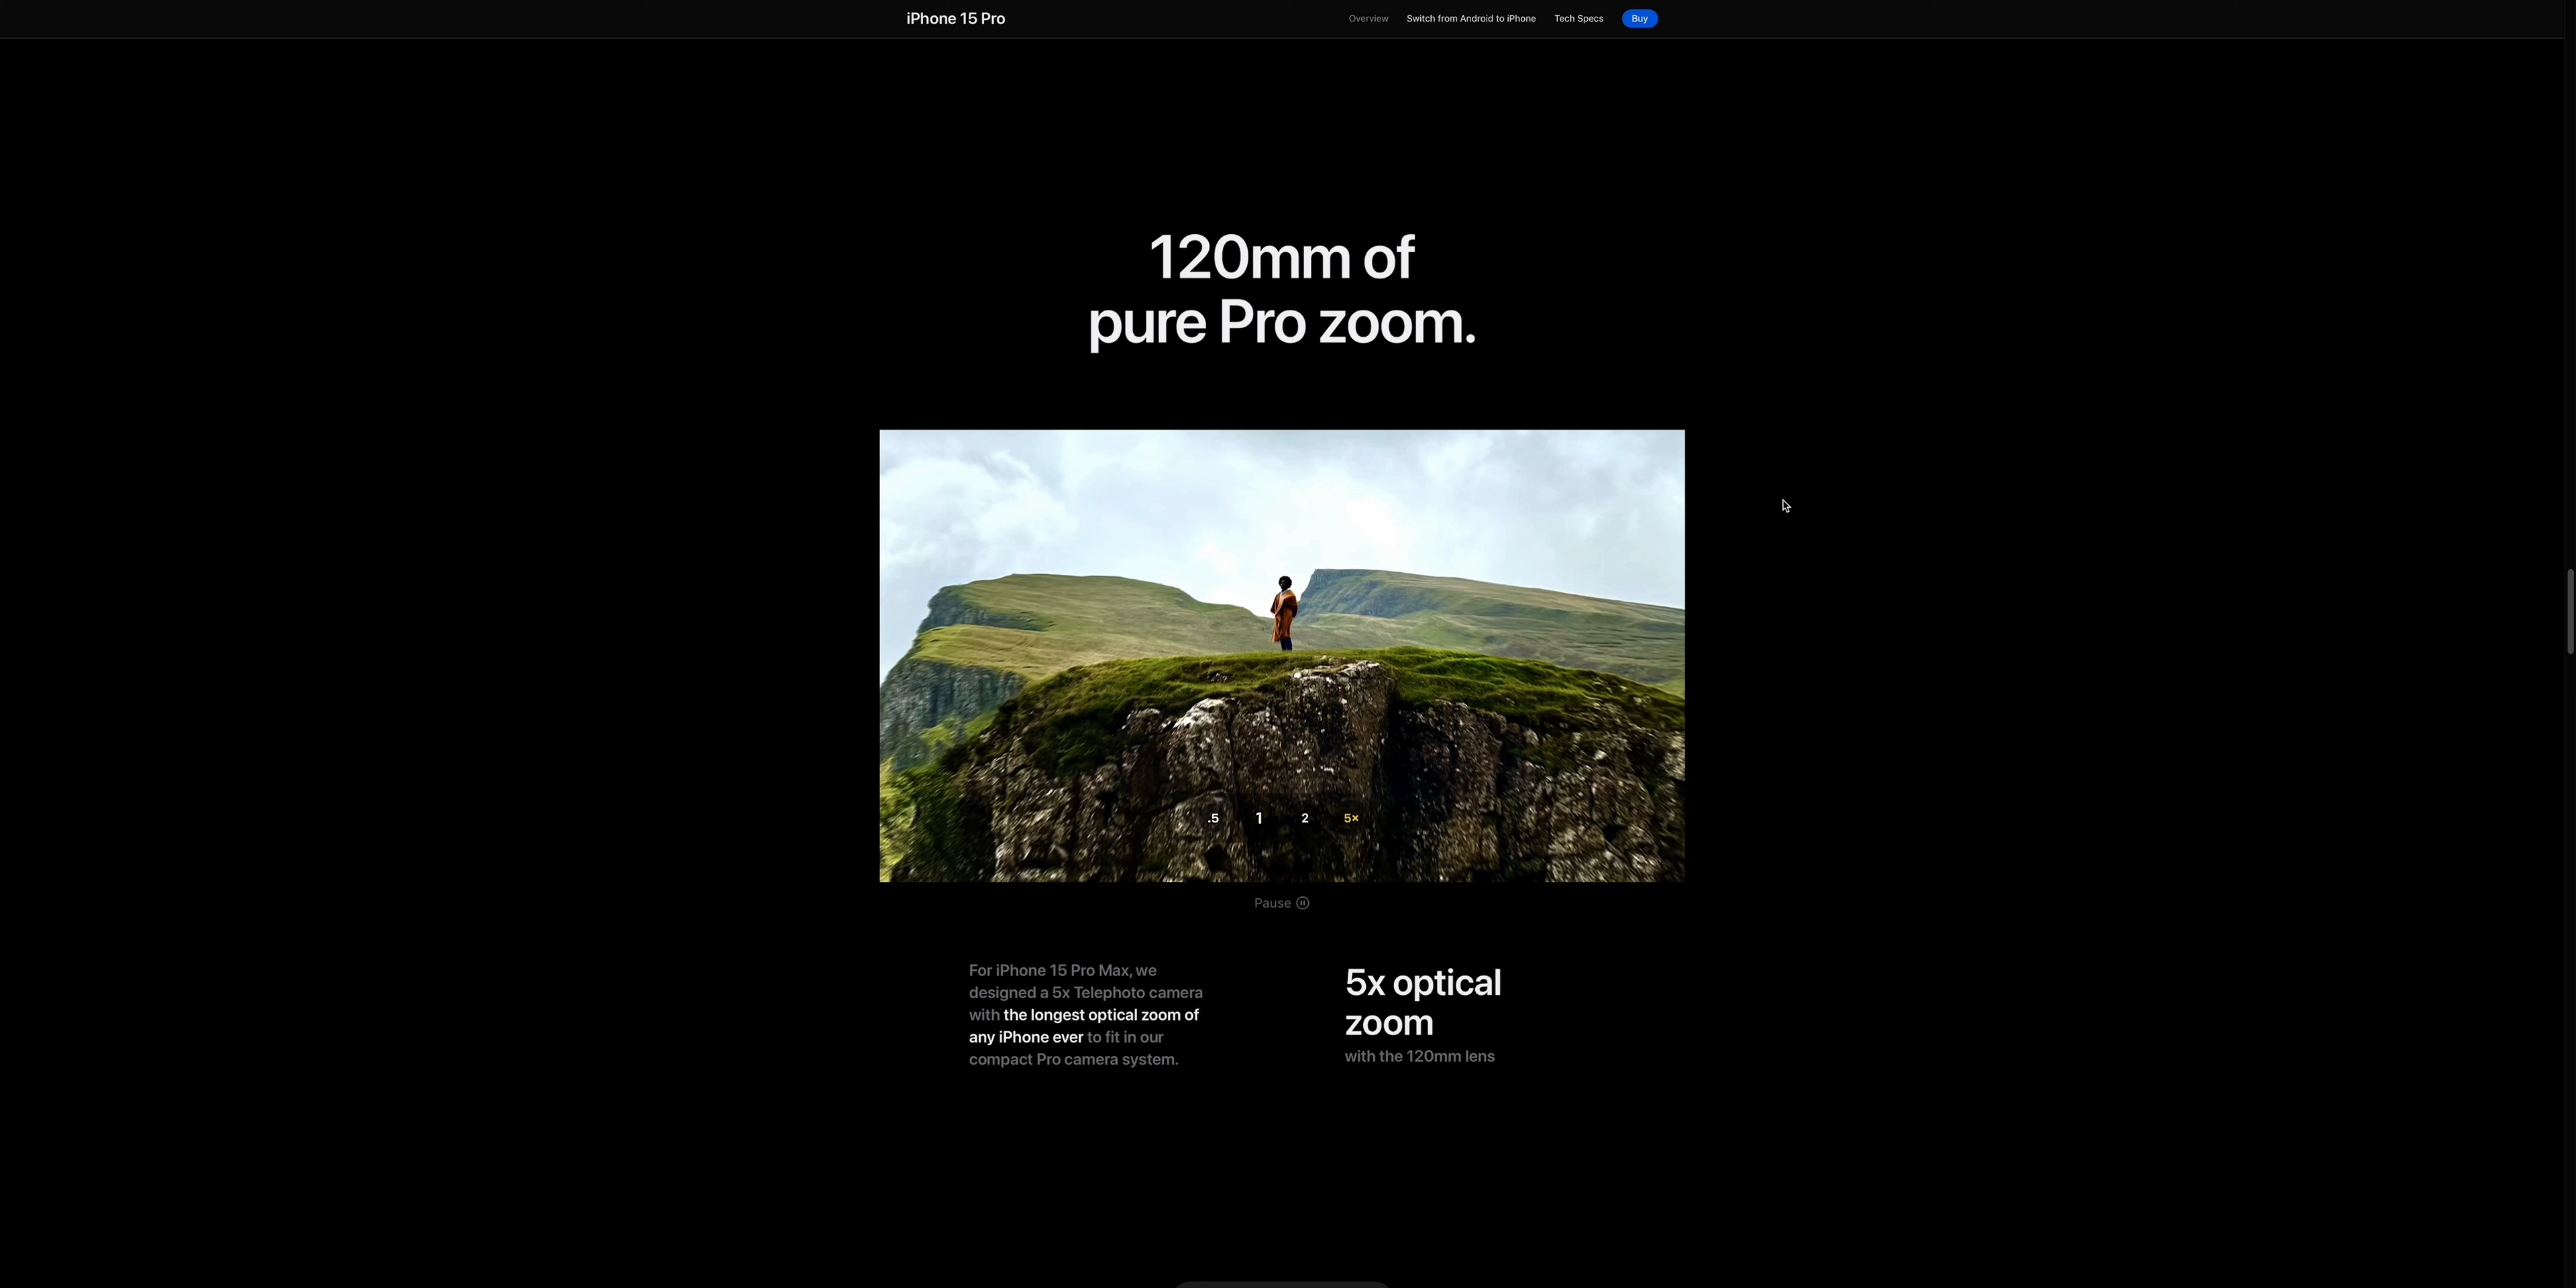 iPhone 15 Pro
Overview
Switch from Android to iPhone
Tech Specs
Buy
120mm of
pure Pro zoom.
.5
1
2
5×
Pause
For iPhone 15 Pro Max, we
designed a 5x Telephoto camera
with the longest optical zoom of
any iPhone ever to fit in our
compact Pro camera system.
5x optical
zoom
with the 120mm lens